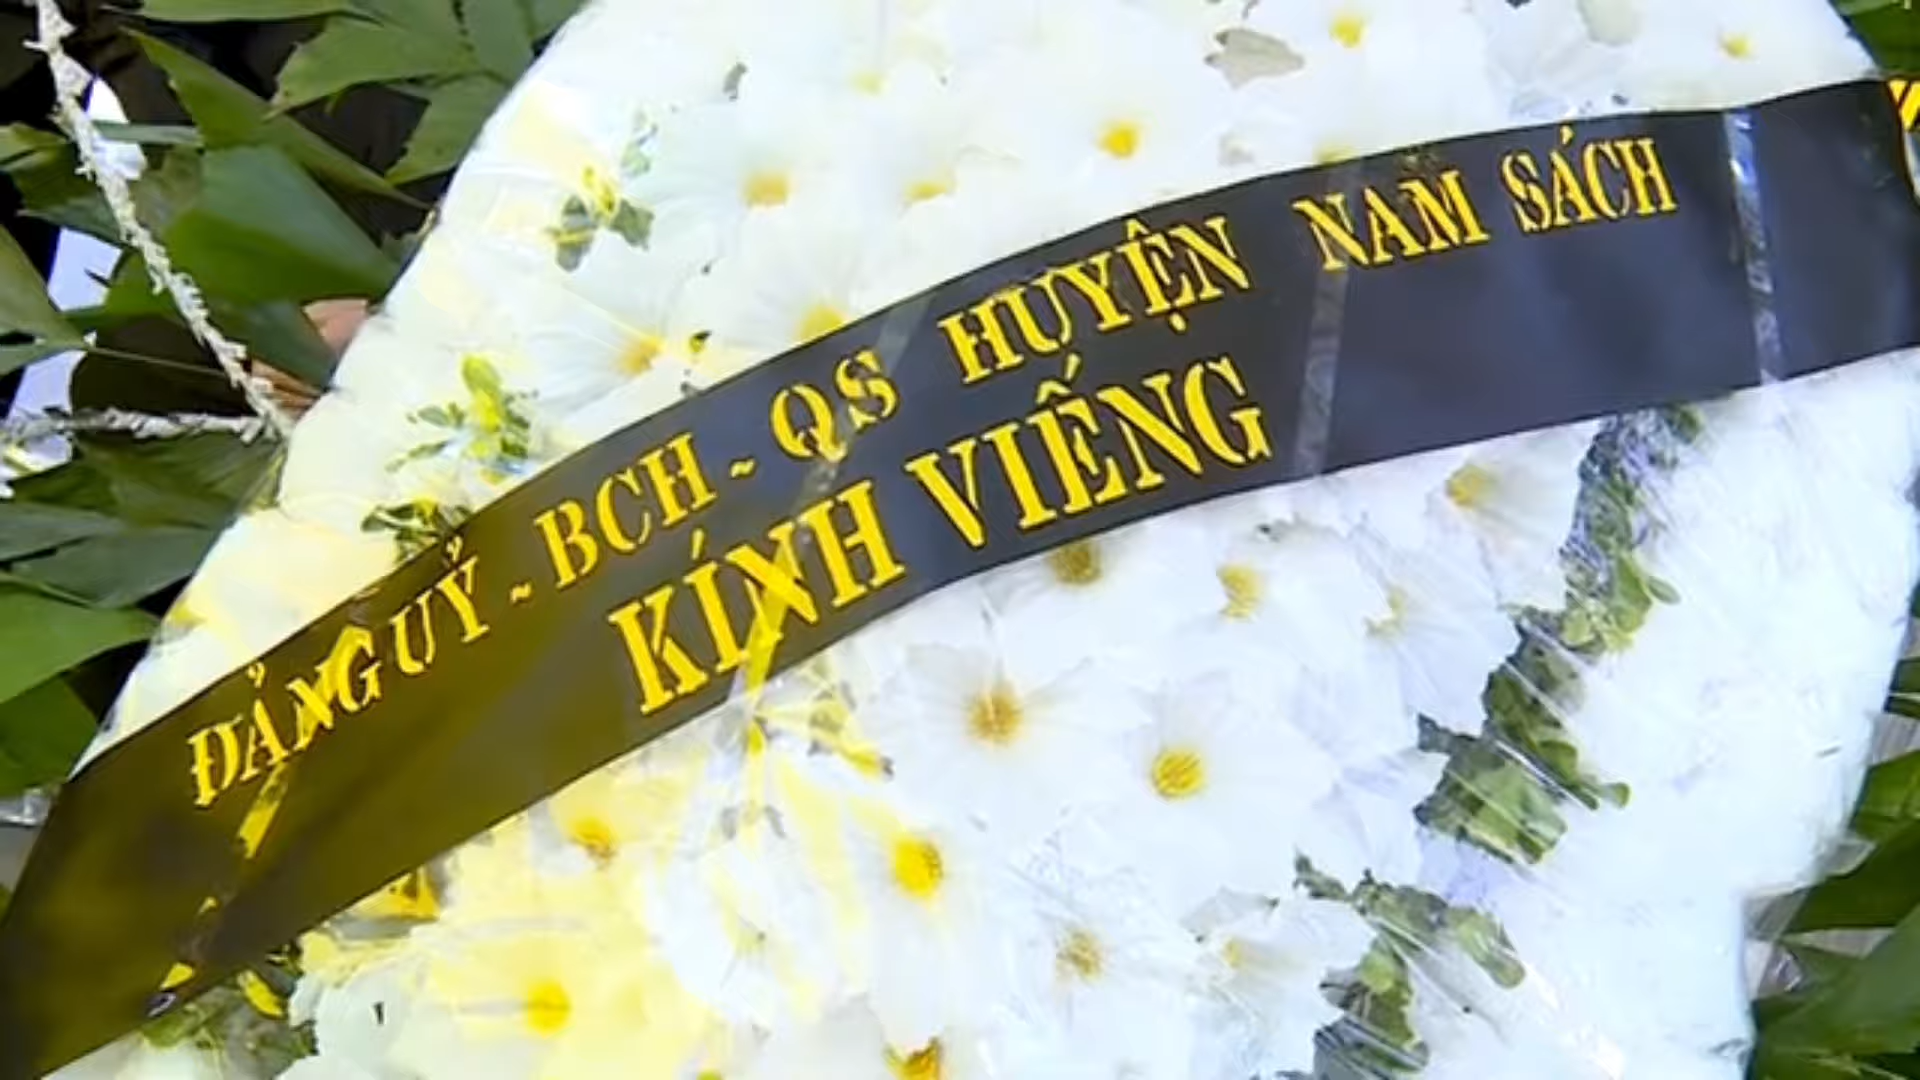 ĐẢNG UỶ - BCH - QS HUYỆN NAM SÁCH
KÍNH VIẾNG